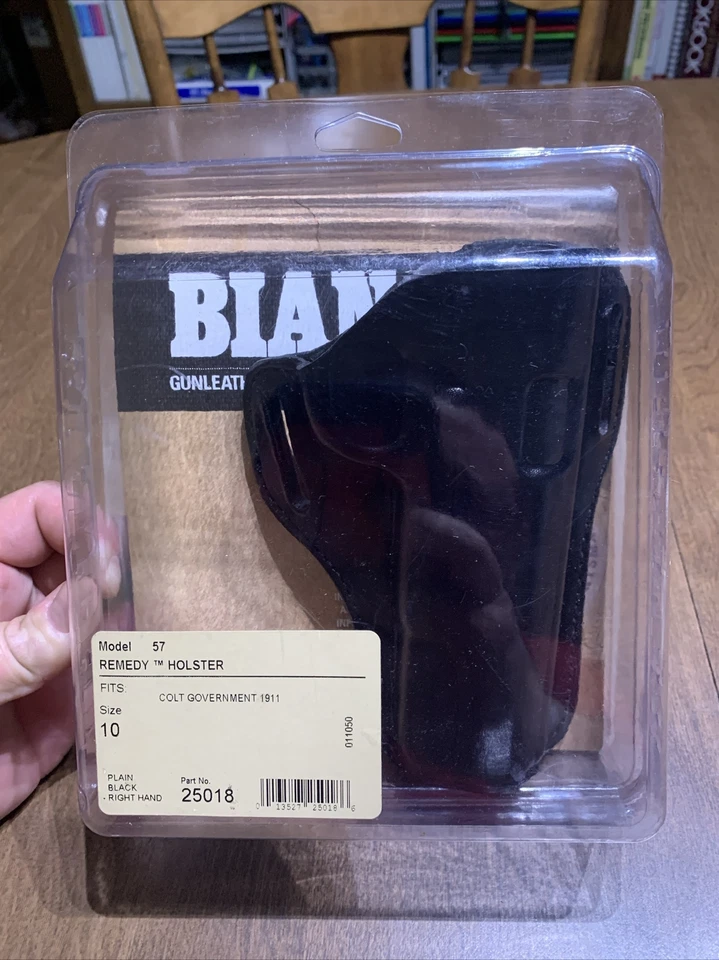 BIAN
GUNLEATH
Model 57
REMEDY ™ HOLSTER
FITS:
COLT GOVERNMENT 1911
Size
10
011050
PLAIN
BLACK
- RIGHT HAND
Part No.
25018
0 13527 25018 6